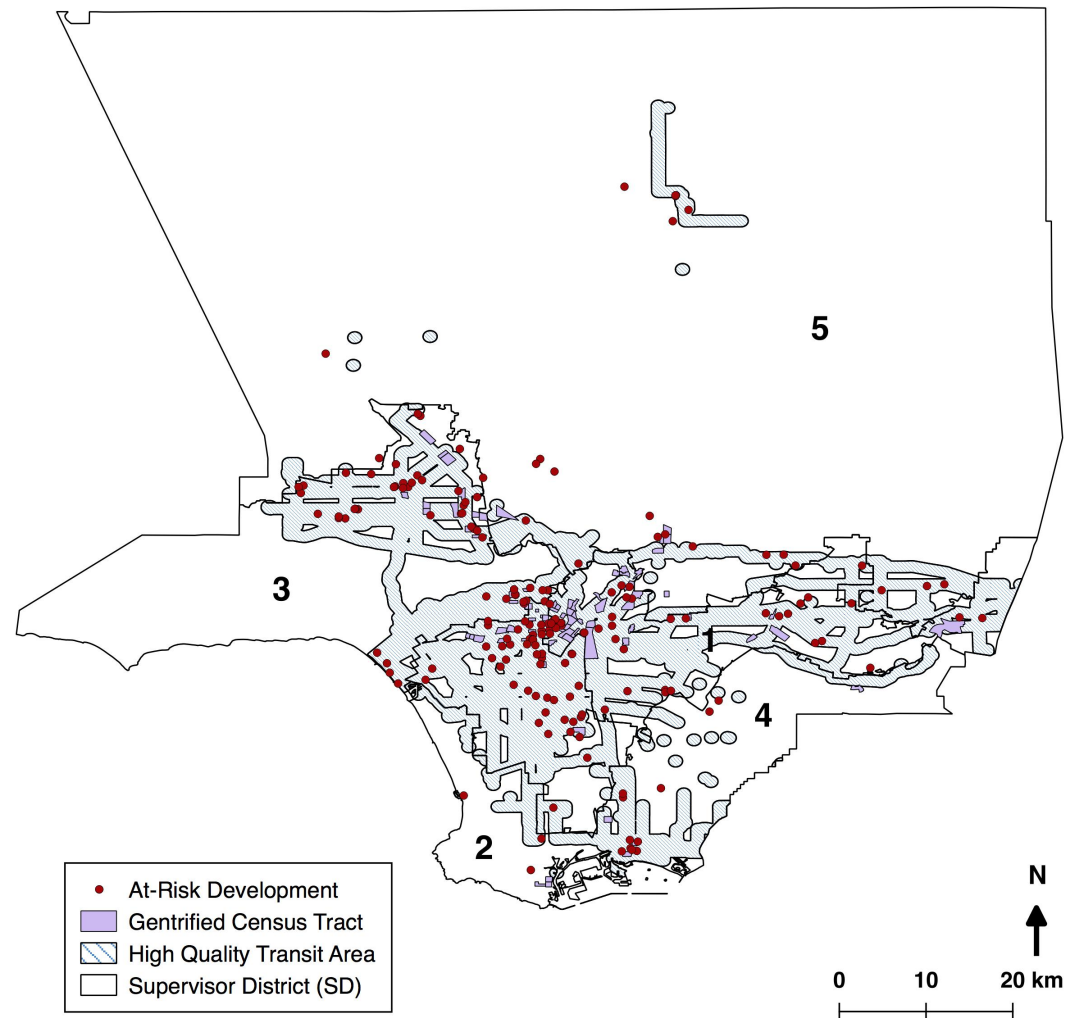 5
3
1
4
2
At-Risk Development
Gentrified Census Tract
High Quality Transit Area
Supervisor District (SD)
N
0 10 20 km